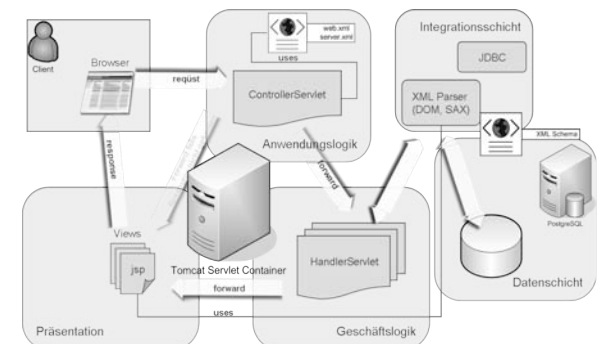 Client
Browser
reqüst
web.xml
server.xml
uses
ControllerServlet
Anwendungslogik
Integrationsschicht
JDBC
XML Parser
(DOM, SAX)
XML Schema
PostgreSQL
Datenschicht
response
forward
Views
jsp
Tomcat Servlet Container
HandlerServlet
forward
uses
Präsentation
Geschäftslogik